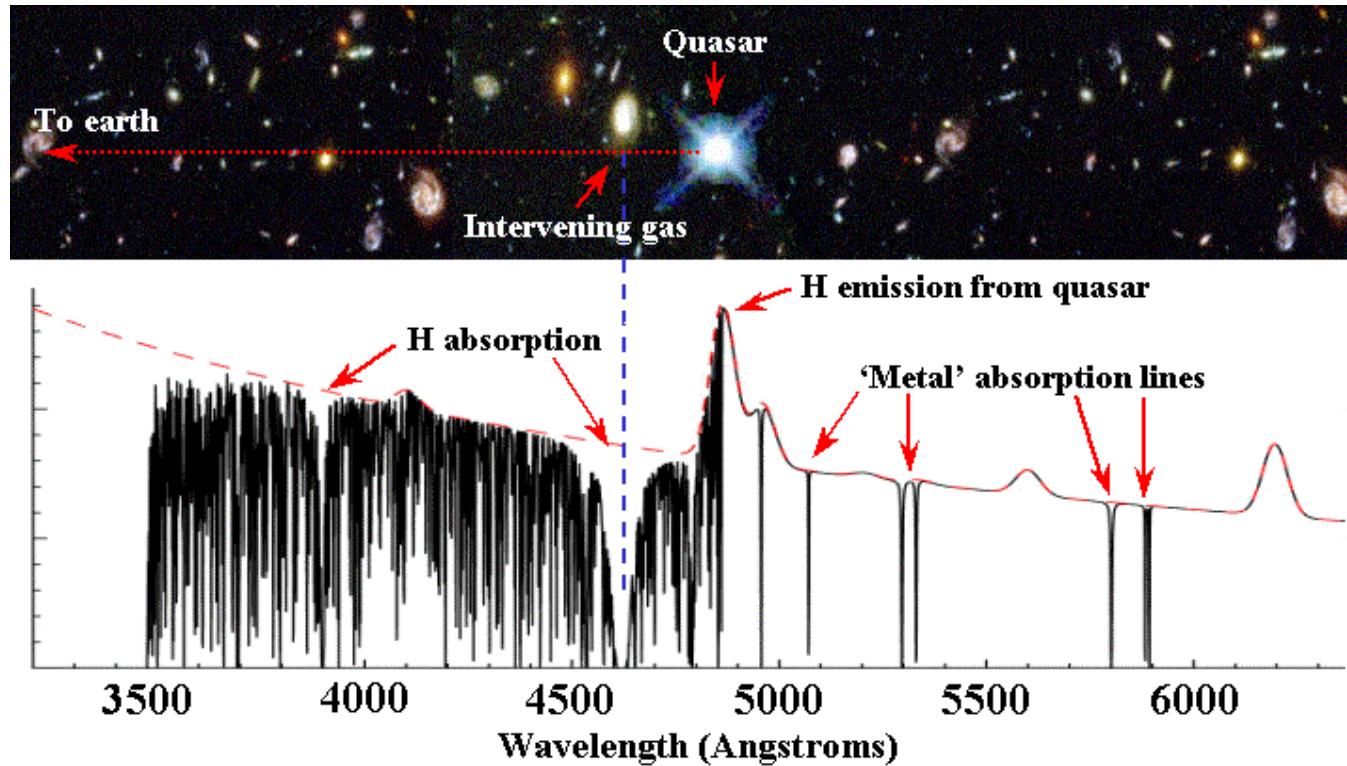 Quasar
To earth
Intervening gas
H emission from quasar
H absorption
‘Metal’ absorption lines
3500 4000 4500 5000 5500 6000
Wavelength (Angstroms)